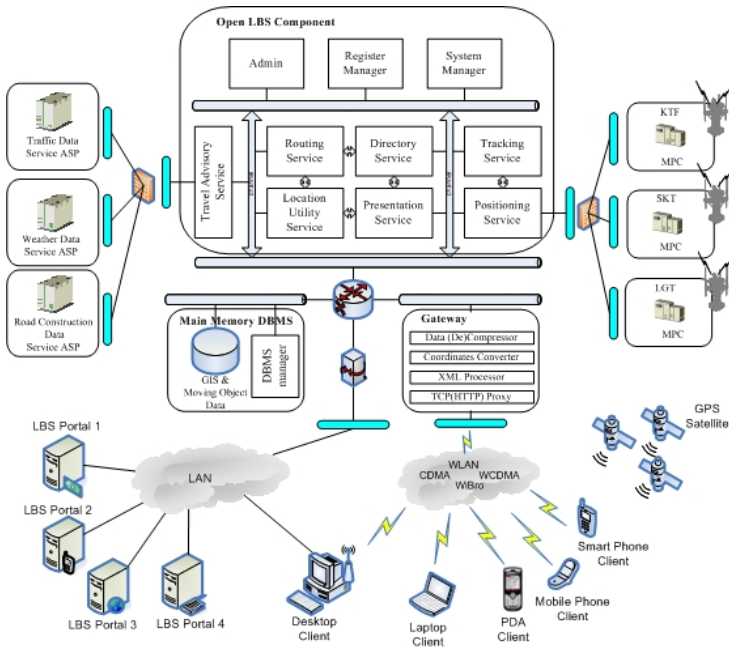 Open LBS Component
Admin
Register
Manager
System
Manager
Traffic Data
Service ASP
Weather Data
Service ASP
Road Construction
Data
Service ASP
Travel Advisory
Service
channel
Routing
Service
Directory
Service
channel
Tracking
Service
Location
Utility
Service
Presentation
Service
Positioning
Service
KTF
MPC
SKT
MPC
LGT
MPC
Main Memory DBMS
GIS &
Moving Object
Data
DBMS
manager
Gateway
Data (De)Compressor
Coordinates Converter
XML Processor
TCP(HTTP) Proxy
GPS
Satellite
LBS Portal 1
LBS Portal 2
LBS Portal 3
LBS Portal 4
LAN
WLAN
CDMA
WCDMA
WiBro
Desktop
Client
Laptop
Client
PDA
Client
Mobile Phone
Client
Smart Phone
Client